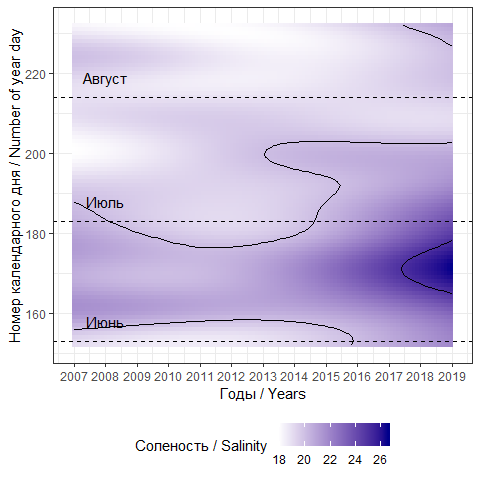 Номер календарного дня / Number of year day
220
200
180
160
Август
Июль
Июнь
2007 2008 2009 2010 2011 2012 2013 2014 2015 2016 2017 2018 2019
Годы / Years
Соленость / Salinity
18 20 22 24 26